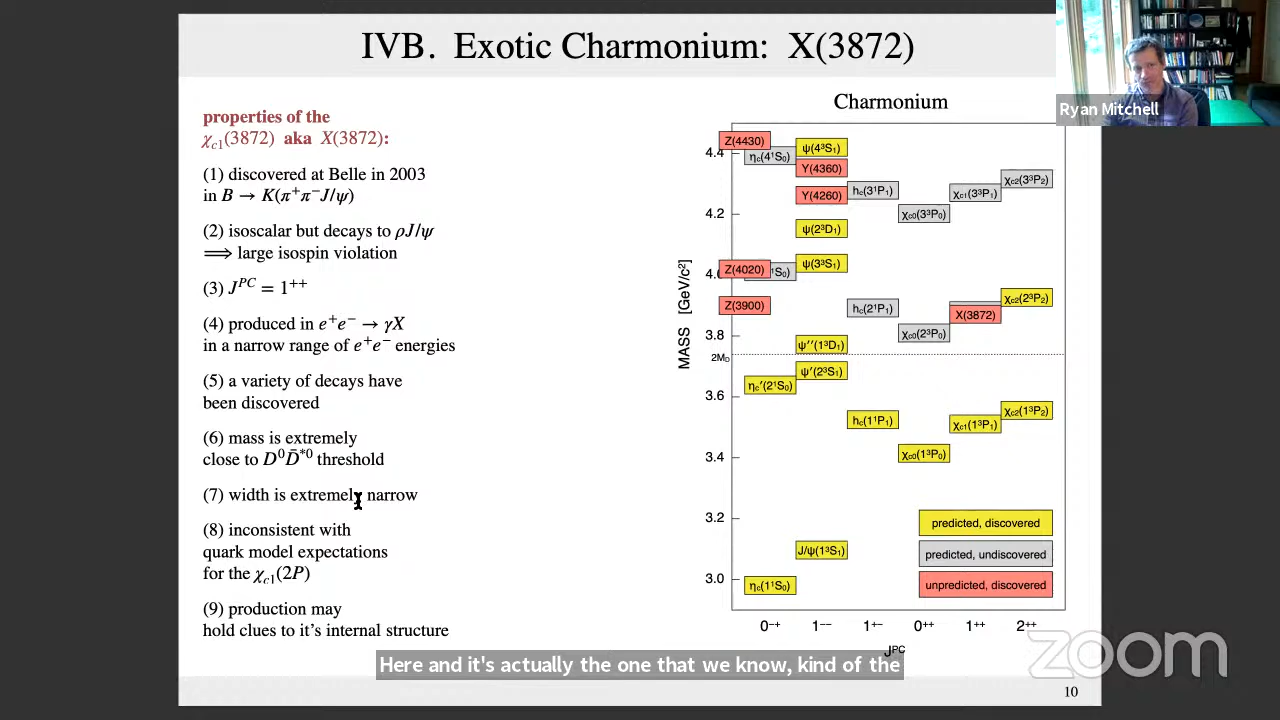 IVB. Exotic Charmonium: X(3872)
Ryan Mitchell
properties of the
χc1(3872) aka X(3872):
(1) discovered at Belle in 2003
in B → K(π⁺π⁻J/ψ)
(2) isoscalar but decays to ρJ/ψ
⟹ large isospin violation
(3) J^PC = 1⁺⁺
(4) produced in e⁺e⁻ → γX
in a narrow range of e⁺e⁻ energies
(5) a variety of decays have
been discovered
(6) mass is extremely
close to D⁰D̄*⁰ threshold
(7) width is extremely narrow
(8) inconsistent with
quark model expectations
for the χc1(2P)
(9) production may
hold clues to it's internal structure
Charmonium
MASS [GeV/c²]
4.4
4.2
4.0
3.8
2M_D
3.6
3.4
3.2
3.0
Z(4430)
ηc(4¹S₀)
ψ(4³S₁)
Y(4360)
Y(4260)
hc(3¹P₁)
χc0(3³P₀)
χc1(3³P₁)
χc2(3³P₂)
ψ(2³D₁)
Z(4020)
¹S₀)
ψ(3³S₁)
Z(3900)
hc(2¹P₁)
χc0(2³P₀)
X(3872)
χc2(2³P₂)
ψ''(1³D₁)
ηc'(2¹S₀)
ψ'(2³S₁)
hc(1¹P₁)
χc0(1³P₀)
χc1(1³P₁)
χc2(1³P₂)
J/ψ(1³S₁)
ηc(1¹S₀)
predicted, discovered
predicted, undiscovered
unpredicted, discovered
0⁻⁺ 1⁻⁻ 1⁺⁻ 0⁺⁺ 1⁺⁺ 2⁺⁺
J^PC
Here and it's actually the one that we know, kind of the
zoom
10